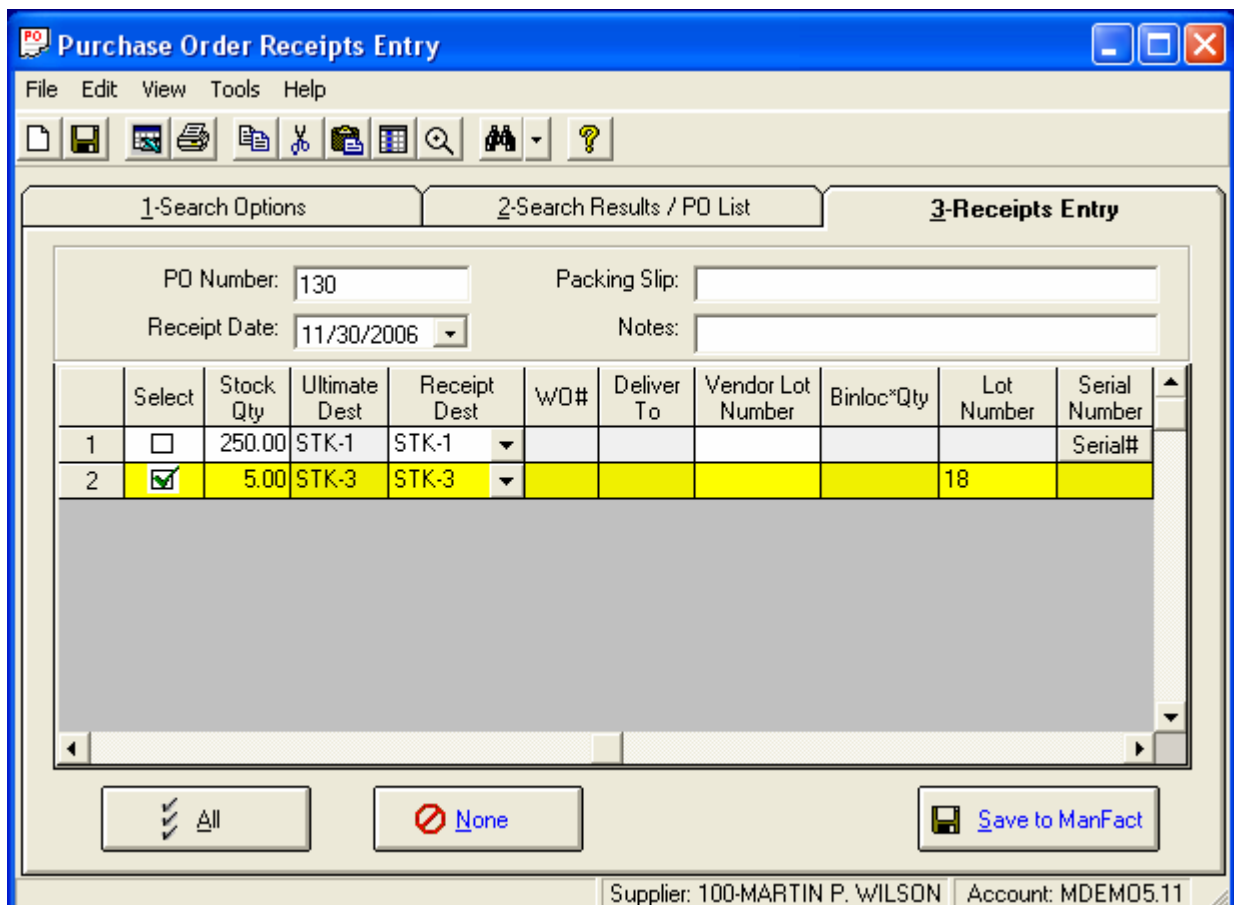 PO
Purchase Order Receipts Entry
File Edit View Tools Help
1-Search Options 2-Search Results / PO List 3-Receipts Entry
PO Number: 130 Packing Slip:
Receipt Date: 11/30/2006 Notes:
Select Stock Qty Ultimate Dest Receipt Dest WO# Deliver To Vendor Lot Number Binloc*Qty Lot Number Serial Number
1 250.00 STK-1 STK-1 Serial#
2 5.00 STK-3 STK-3 18
All None Save to ManFact
Supplier: 100-MARTIN P. WILSON Account: MDEMO5.11